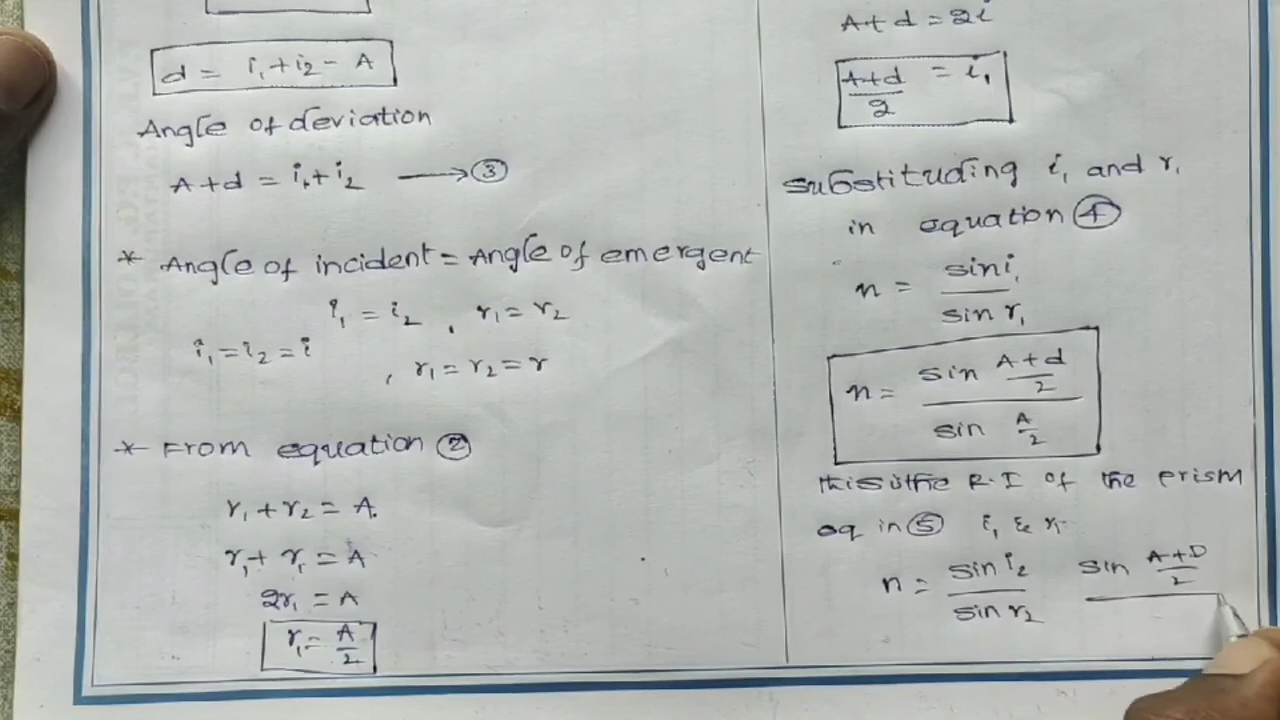 d = i₁+i₂ - A
Angle of deviation
A+d = i₁+i₂ ⟶ ③
* Angle of incident = Angle of emergent
i₁ = i₂ , r₁ = r₂
i₁ = i₂ = i , r₁ = r₂ = r
* From equation ②
r₁ + r₂ = A.
r₁ + r₁ = A
2r₁ = A
r₁ = A/2
A+d = 2i
A+d/2 = i₁
substituding i₁ and r₁
in equation ④
n = sin i₁/sin r₁
n = sin A+d/2 / sin A/2
this is the R.I of the prism
eq in ⑤ i₁ & r₁
n = sin i₂/sin r₂ sin A+D/2